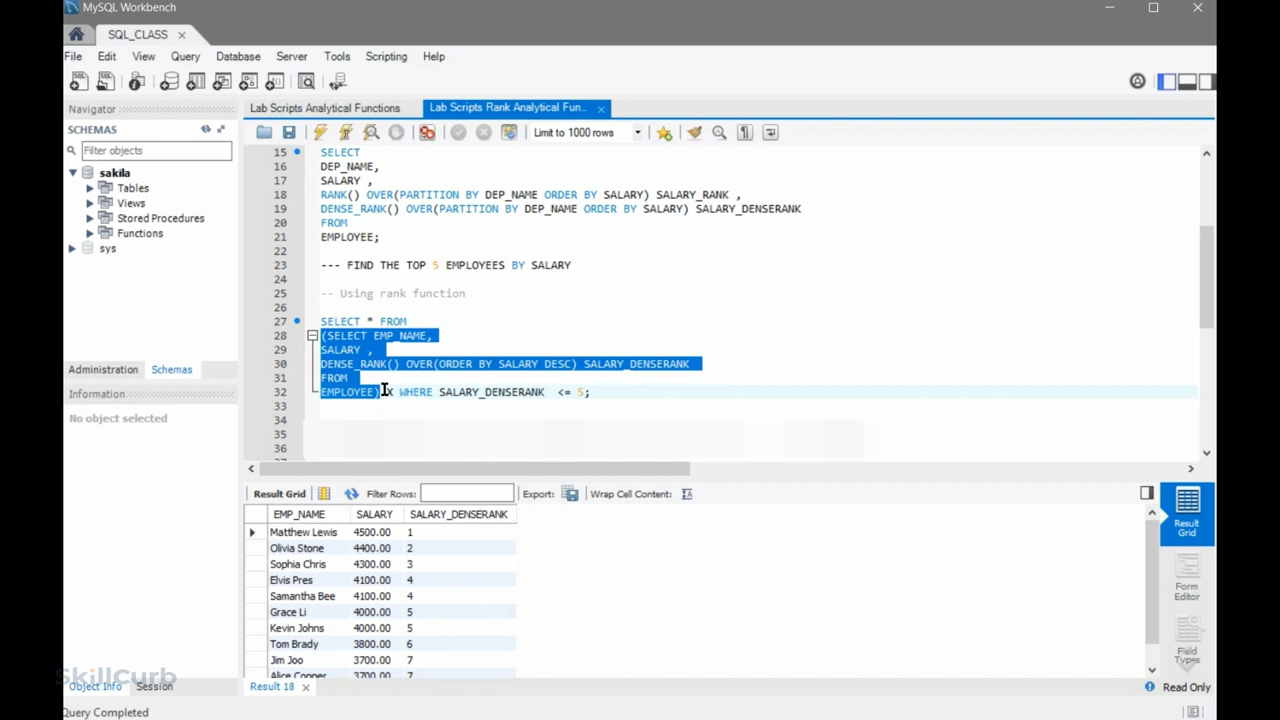 MySQL Workbench
SQL_CLASS
File Edit View Query Database Server Tools Scripting Help
Navigator
SCHEMAS
Filter objects
sakila
Tables
Views
Stored Procedures
Functions
sys
Administration Schemas
Information
No object selected
Object Info Session
Query Completed
Lab Scripts Analytical Functions Lab Scripts Rank Analytical Fun...
Limit to 1000 rows
15 SELECT
16 DEP_NAME,
17 SALARY ,
18 RANK() OVER(PARTITION BY DEP_NAME ORDER BY SALARY) SALARY_RANK ,
19 DENSE_RANK() OVER(PARTITION BY DEP_NAME ORDER BY SALARY) SALARY_DENSERANK
20 FROM
21 EMPLOYEE;
22
23 --- FIND THE TOP 5 EMPLOYEES BY SALARY
24
25 -- Using rank function
26
27 SELECT * FROM
28 (SELECT EMP_NAME,
29 SALARY ,
30 DENSE_RANK() OVER(ORDER BY SALARY DESC) SALARY_DENSERANK
31 FROM
32 EMPLOYEE) X WHERE SALARY_DENSERANK <= 5;
33
34
35
36
Result Grid Filter Rows: Export: Wrap Cell Content:
EMP_NAME SALARY SALARY_DENSERANK
Matthew Lewis 4500.00 1
Olivia Stone 4400.00 2
Sophia Chris 4300.00 3
Elvis Pres 4100.00 4
Samantha Bee 4100.00 4
Grace Li 4000.00 5
Kevin Johns 4000.00 5
Tom Brady 3800.00 6
Jim Joo 3700.00 7
Alice Cooper 3700.00 7
Result 18
Result
Grid
Form
Editor
Field
Types
Read Only
SkillCurb